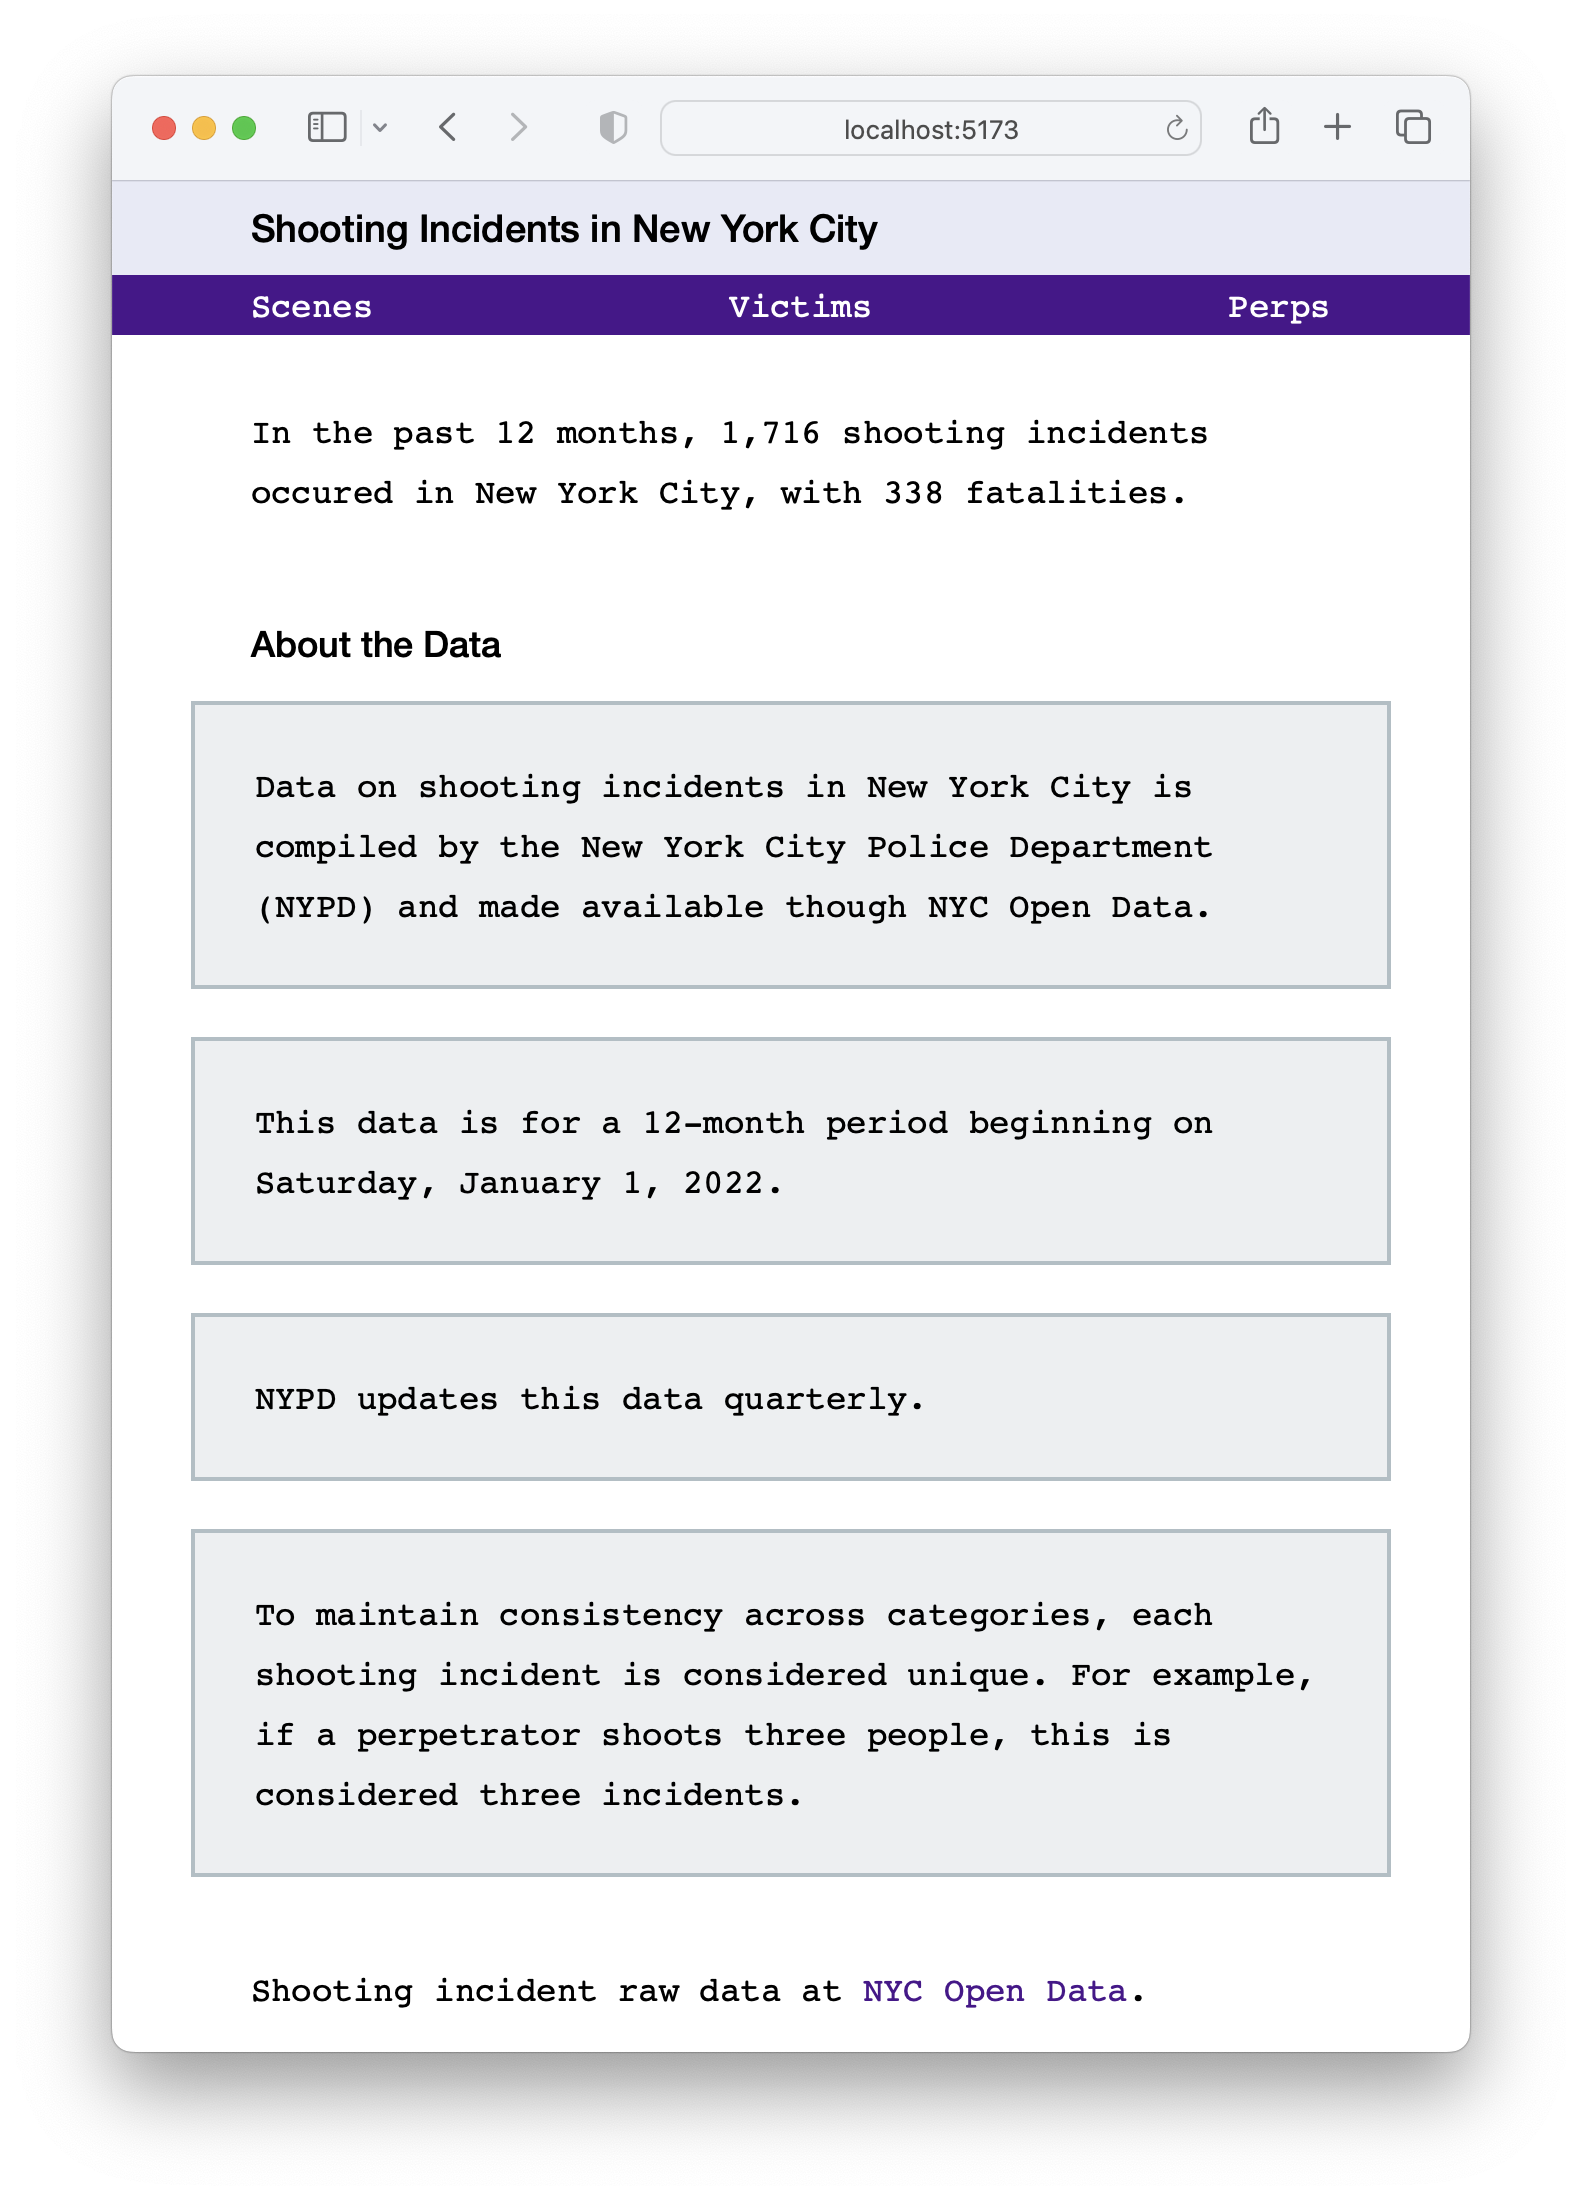 localhost:5173
Shooting Incidents in New York City
Scenes Victims Perps
In the past 12 months, 1,716 shooting incidents
occured in New York City, with 338 fatalities.
About the Data
Data on shooting incidents in New York City is
compiled by the New York City Police Department
(NYPD) and made available though NYC Open Data.
This data is for a 12-month period beginning on
Saturday, January 1, 2022.
NYPD updates this data quarterly.
To maintain consistency across categories, each
shooting incident is considered unique. For example,
if a perpetrator shoots three people, this is
considered three incidents.
Shooting incident raw data at NYC Open Data.